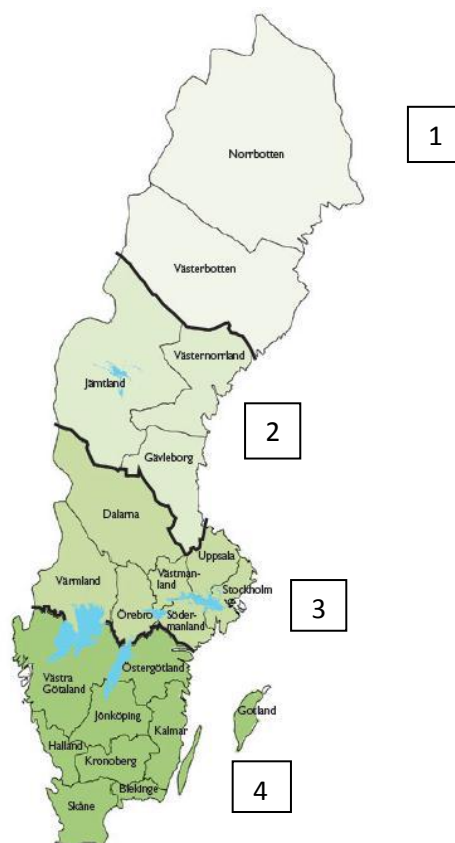 1
Norrbotten
Västerbotten
Västernorrland
Jämtland
2
Gävleborg
Dalarna
Uppsala
Västman-
land
Värmland
Stockholm
3
Örebro
Söder-
manland
Östergötland
Västra
Götaland
Gotland
Jönköping
Kalmar
Halland
Kronoberg
4
Blekinge
Skåne